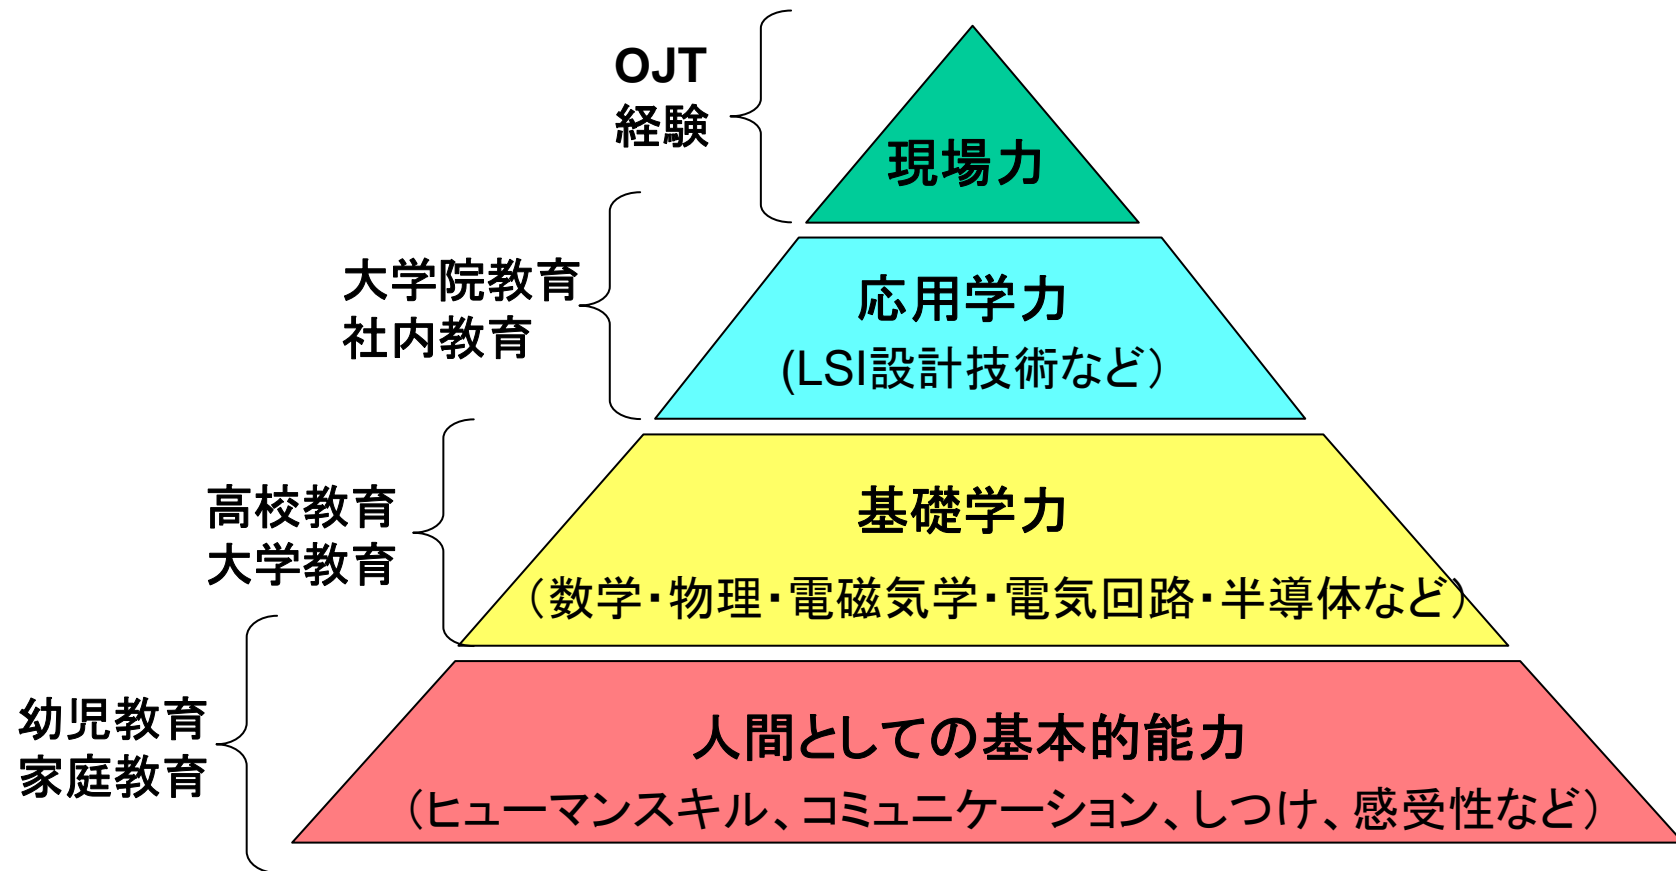 OJT
経験
現場力
大学院教育
社内教育
応用学力
(LSI設計技術など）
高校教育
大学教育
基礎学力
（数学・物理・電磁気学・電気回路・半導体など）
幼児教育
家庭教育
人間としての基本的能力
（ヒューマンスキル、コミュニケーション、しつけ、感受性など）